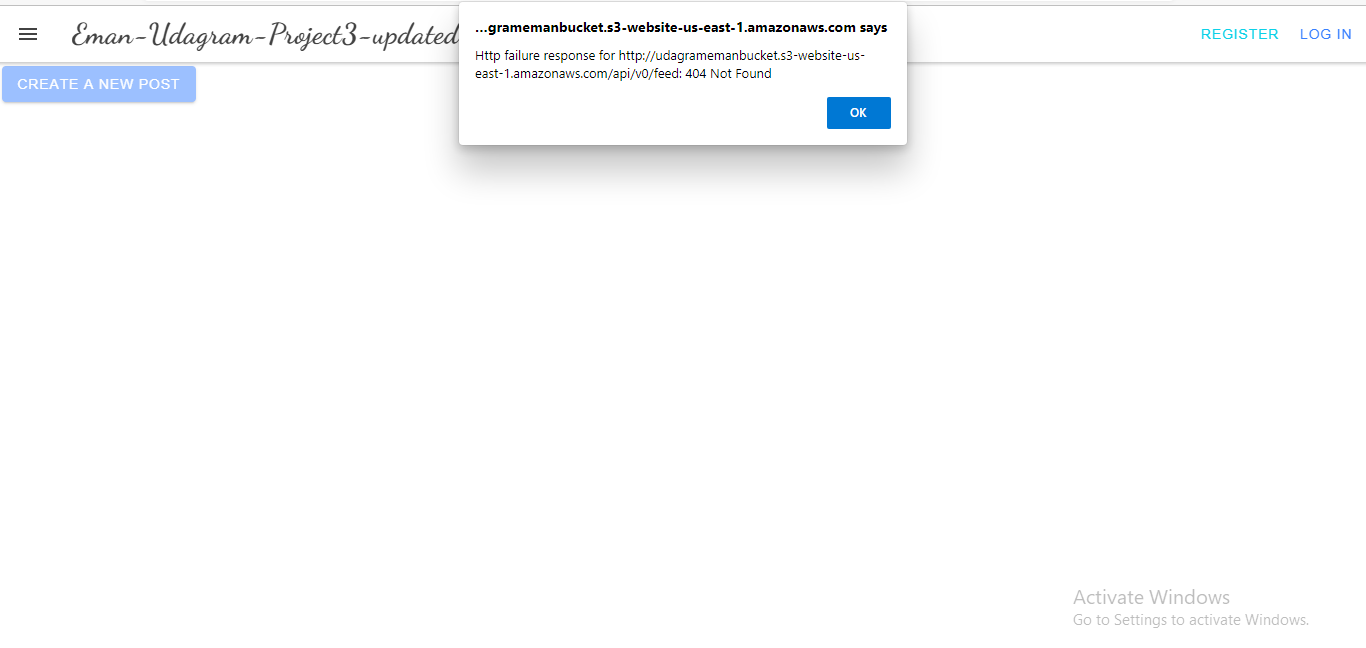 Eman-Udagram-Project3-updated
...gramemanbucket.s3-website-us-east-1.amazonaws.com says
Http failure response for http://udagramemanbucket.s3-website-us-
east-1.amazonaws.com/api/v0/feed: 404 Not Found
OK
REGISTER LOG IN
CREATE A NEW POST
Activate Windows
Go to Settings to activate Windows.